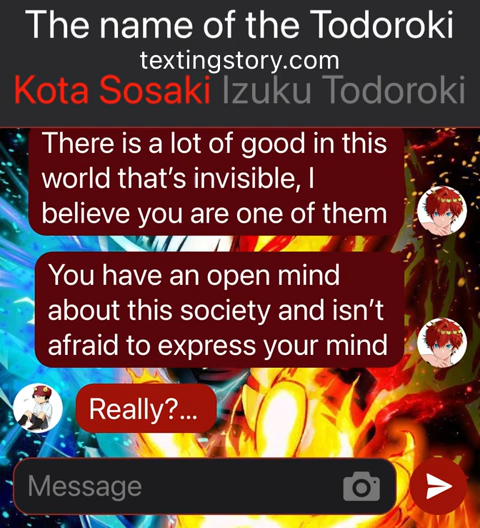 The name of the Todoroki
textingstory.com
Kota Sosaki Izuku Todoroki
There is a lot of good in this
world that’s invisible, I
believe you are one of them
You have an open mind
about this society and isn’t
afraid to express your mind
Really?...
Message